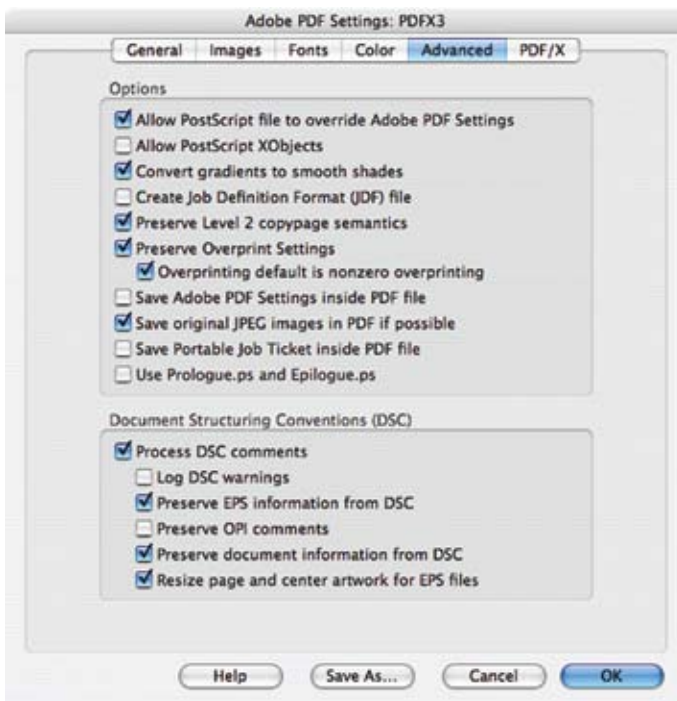 Adobe PDF Settings: PDFX3
General Images Fonts Color Advanced PDF/X
Options
Allow PostScript file to override Adobe PDF Settings
Allow PostScript XObjects
Convert gradients to smooth shades
Create Job Definition Format (JDF) file
Preserve Level 2 copypage semantics
Preserve Overprint Settings
Overprinting default is nonzero overprinting
Save Adobe PDF Settings inside PDF file
Save original JPEG images in PDF if possible
Save Portable Job Ticket inside PDF file
Use Prologue.ps and Epilogue.ps
Document Structuring Conventions (DSC)
Process DSC comments
Log DSC warnings
Preserve EPS information from DSC
Preserve OPI comments
Preserve document information from DSC
Resize page and center artwork for EPS files
Help Save As... Cancel OK